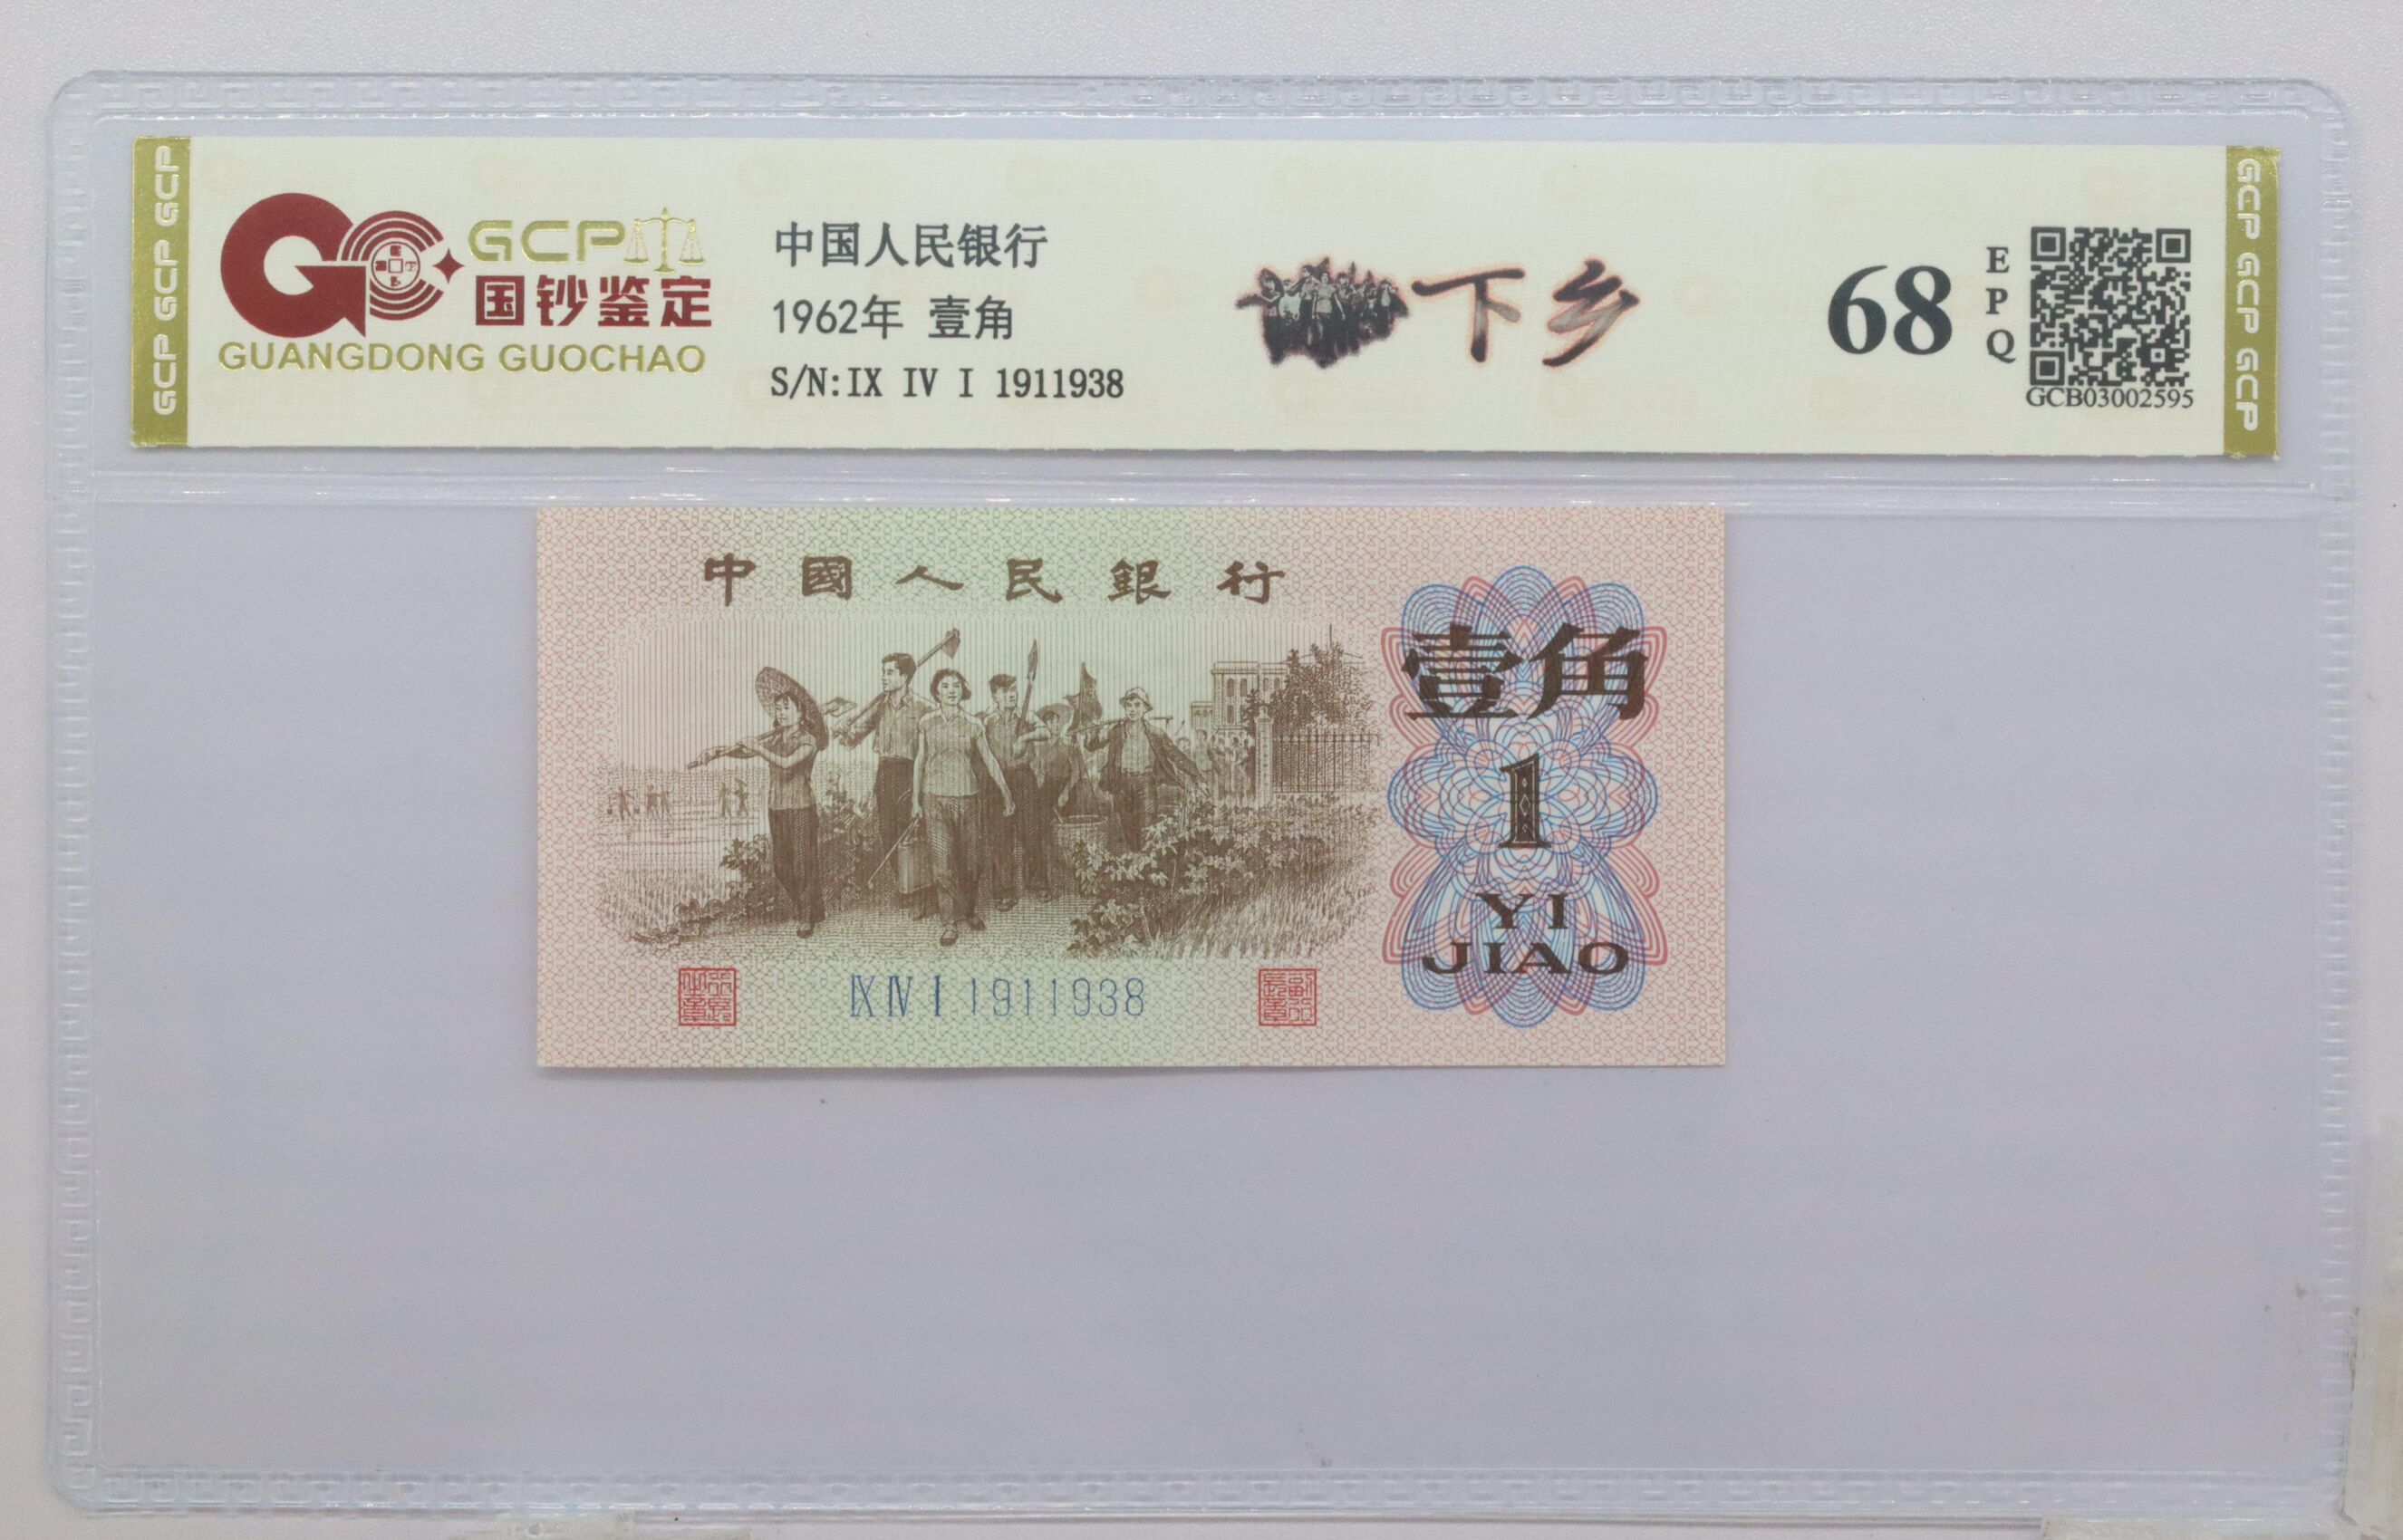 GCP GCP GCP
GCP
国钞鉴定
GUANGDONG GUOCHAO
中国人民银行
1962年 壹角
S/N:IX IV I 1911938
下乡
68
EPQ
GCB03002595
GCP GCP GCP
中國人民銀行
壹角
1
YI
JIAO
IX IV I 1911938